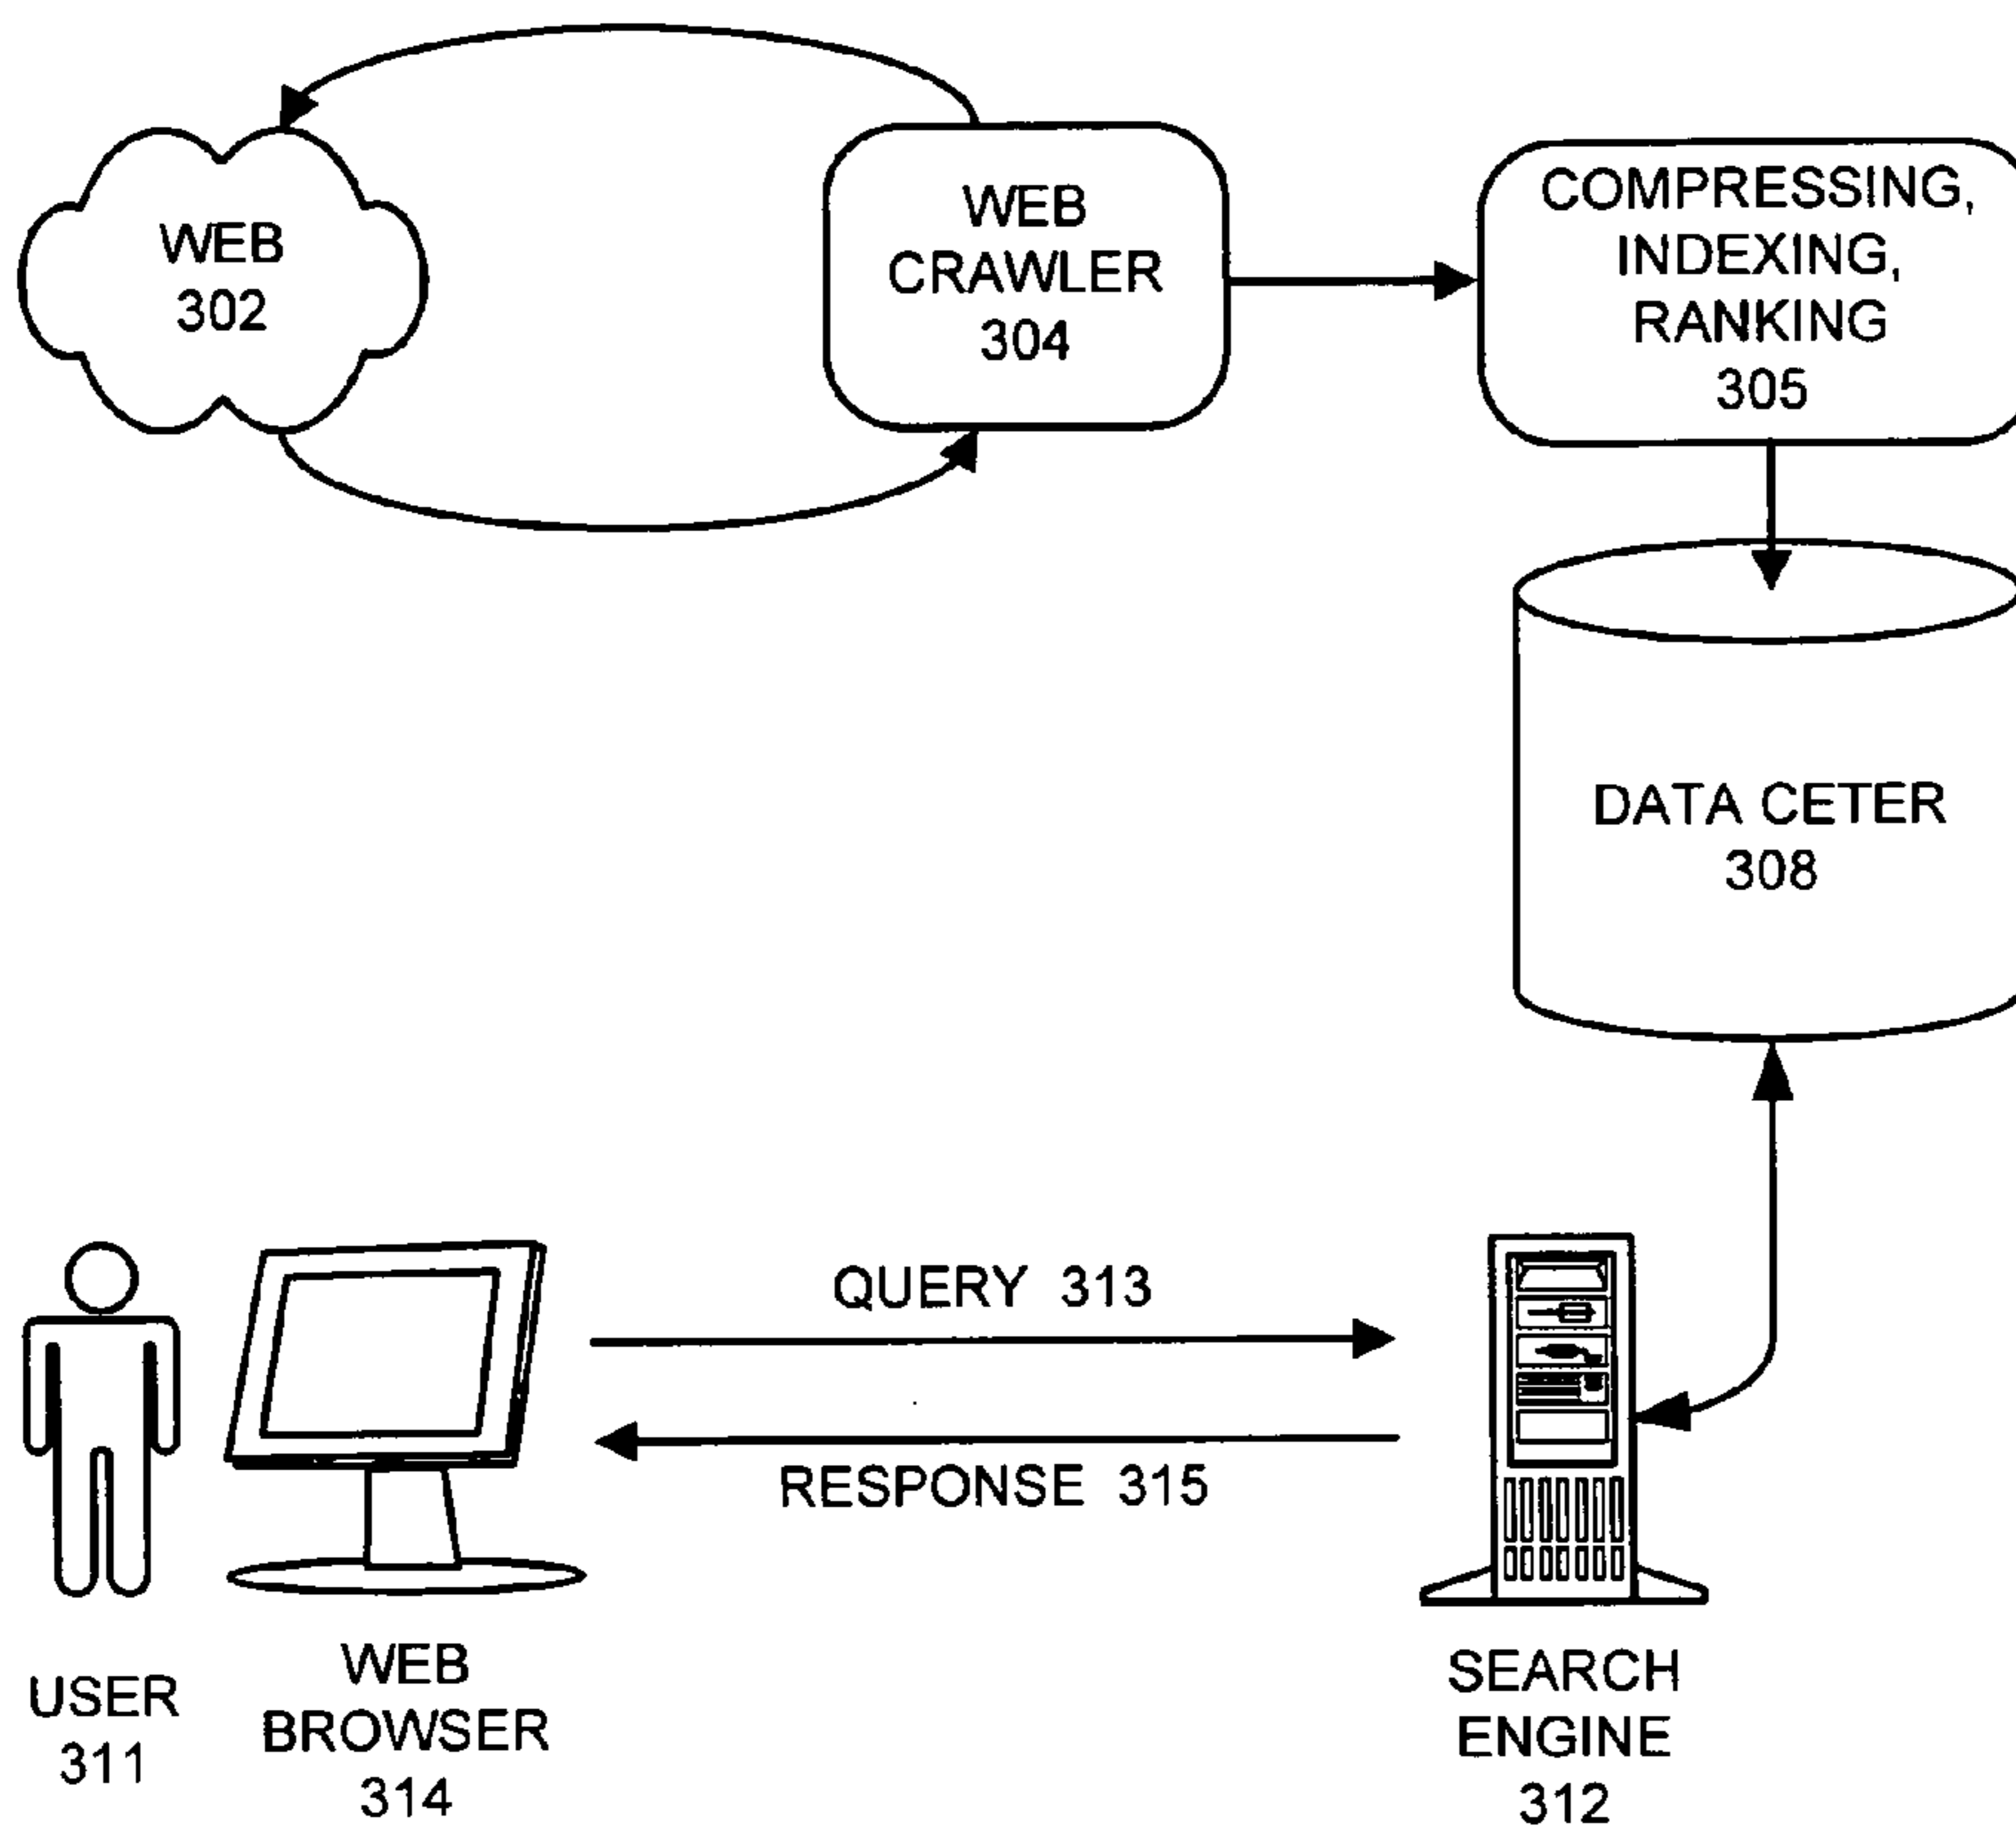 WEB
302
WEB
CRAWLER
304
COMPRESSING,
INDEXING,
RANKING
305
DATA CETER
308
QUERY 313
RESPONSE 315
USER
311
WEB
BROWSER
314
SEARCH
ENGINE
312